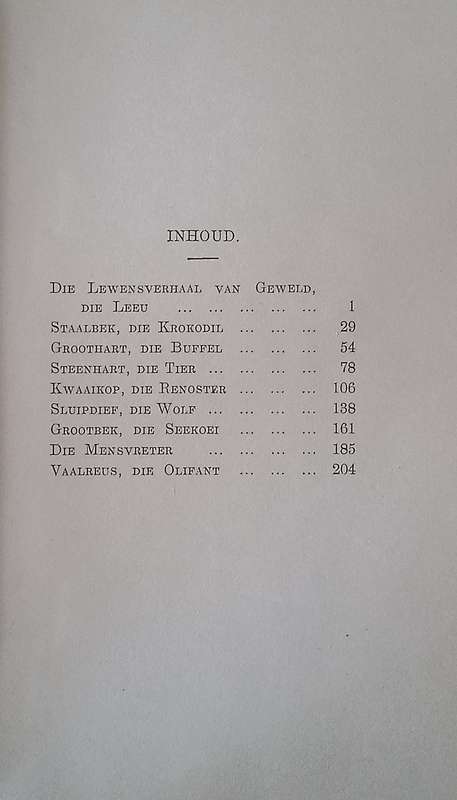 INHOUD.
Die Lewensverhaal van Geweld,
die Leeu ... ... ... ... ... 1
Staalbek, die Krokodil ... ... ... 29
Groothart, die Buffel ... ... ... 54
Steenhart, die Tier ... ... ... ... 78
Kwaaikop, die Renoster ... ... ... 106
Sluipdief, die Wolf ... ... ... ... 138
Grootbek, die Seekoei ... ... ... 161
Die Mensvreter ... ... ... ... 185
Vaalreus, die Olifant ... ... ... 204